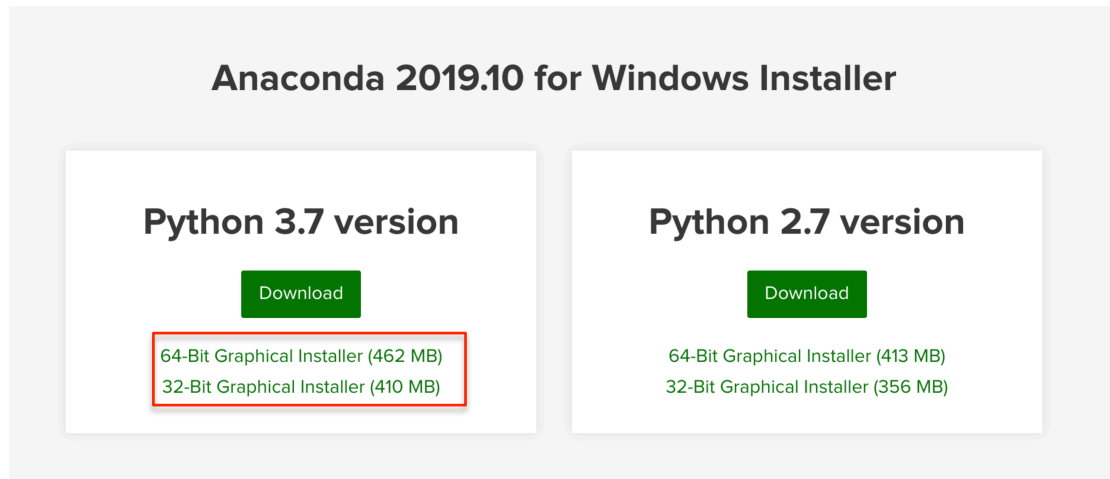 Anaconda 2019.10 for Windows Installer
Python 3.7 version
Download
64-Bit Graphical Installer (462 MB)
32-Bit Graphical Installer (410 MB)
Python 2.7 version
Download
64-Bit Graphical Installer (413 MB)
32-Bit Graphical Installer (356 MB)